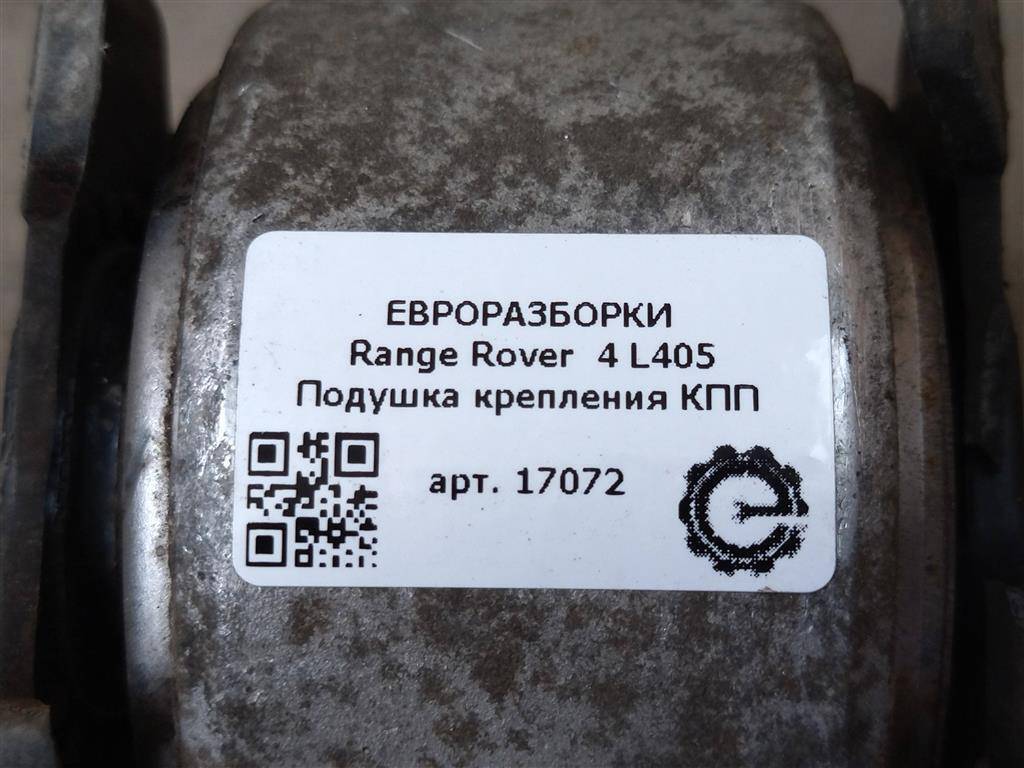 ЕВРОРАЗБОРКИ
Range Rover 4 L405
Подушка крепления КПП
арт. 17072